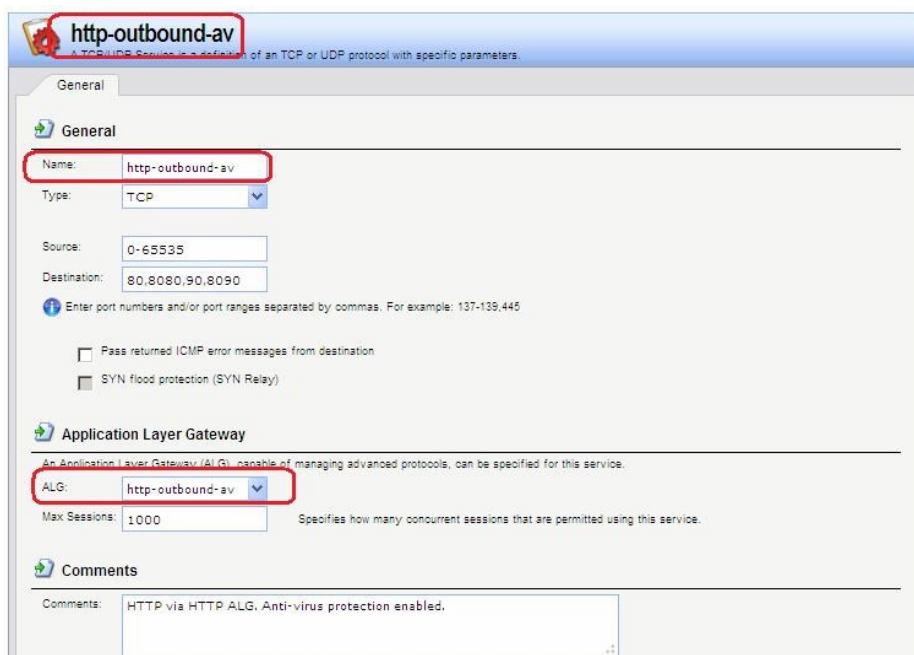 http-outbound-av
A TCP/UDP Service is a definition of an TCP or UDP protocol with specific parameters.
General
General
Name: http-outbound-av
Type: TCP
Source: 0-65535
Destination: 80,8080,90,8090
Enter port numbers and/or port ranges separated by commas. For example: 137-139,445
Pass returned ICMP error messages from destination
SYN flood protection (SYN Relay)
Application Layer Gateway
An Application Layer Gateway (ALG), capable of managing advanced protocols, can be specified for this service.
ALG: http-outbound-av
Max Sessions: 1000 Specifies how many concurrent sessions that are permitted using this service.
Comments
Comments: HTTP via HTTP ALG. Anti-virus protection enabled.